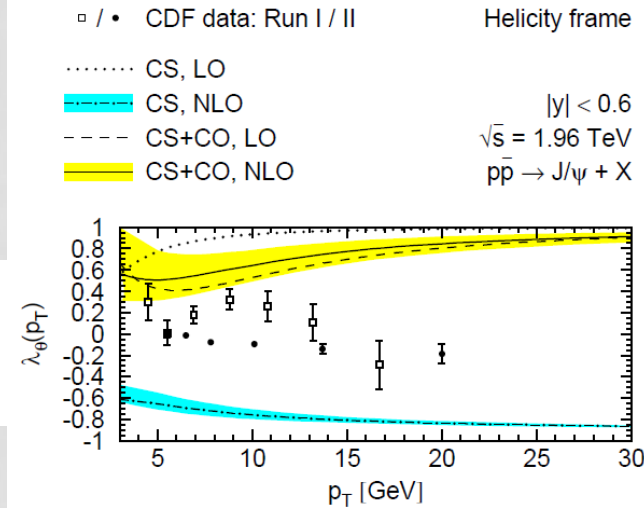 ▫ / • CDF data: Run I / II Helicity frame
CS, LO
CS, NLO |y| < 0.6
CS+CO, LO √s̄ = 1.96 TeV
CS+CO, NLO pp̄ → J/ψ + X
1
0.8
0.6
0.4
0.2
0
-0.2
-0.4
-0.6
-0.8
-1
λθ(pT)
5 10 15 20 25 30
pT [GeV]